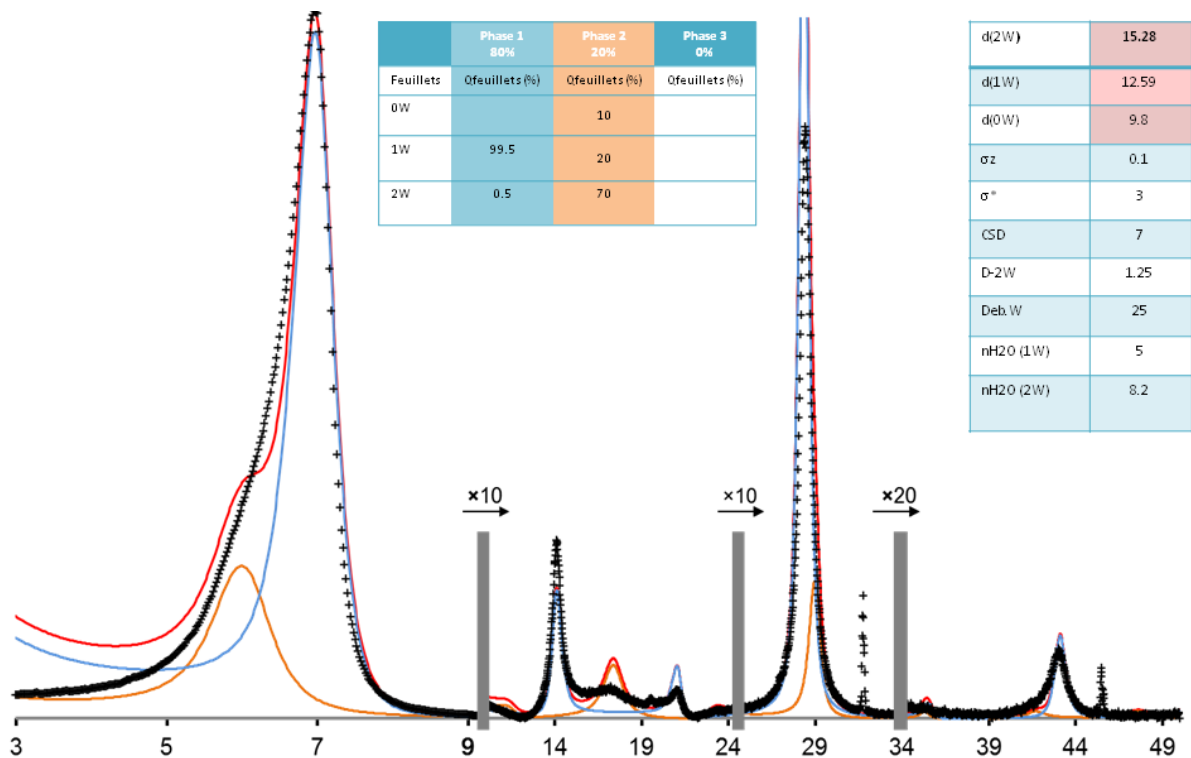 Phase 1 Phase 2 Phase 3
80% 20% 0%
Feuillets Qfeuillets (%) Qfeuillets (%) Qfeuillets (%)
0W 10
1W 99.5 20
2W 0.5 70
d(2W) 15.28
d(1W) 12.59
d(0W) 9.8
σz 0.1
σ* 3
CSD 7
D-2W 1.25
Deb. W 25
nH2O (1W) 5
nH2O (2W) 8.2
×10 ×10 ×20
3 5 7 9 14 19 24 29 34 39 44 49